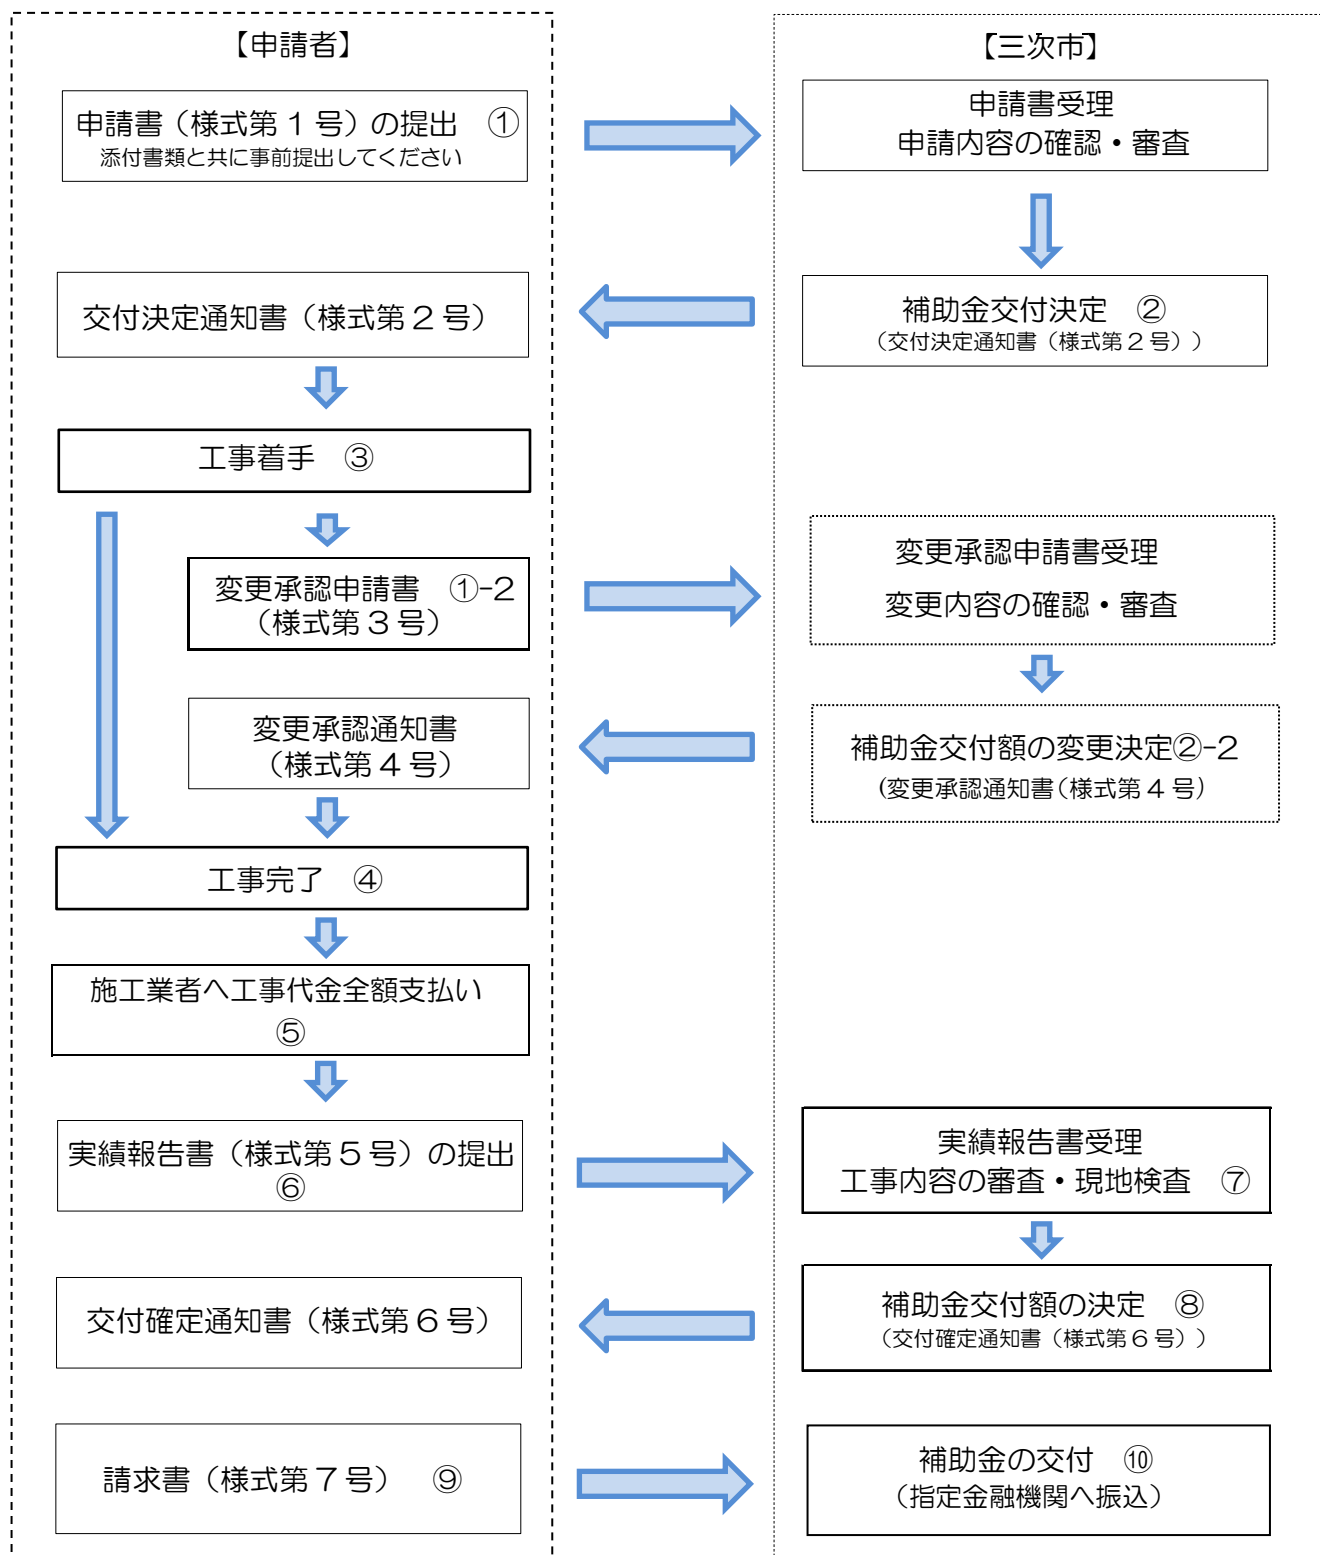 【申請者】
【三次市】
申請書（様式第１号）の提出　①
添付書類と共に事前提出してください
申請書受理
申請内容の確認・審査
交付決定通知書（様式第２号）
補助金交付決定　②
（交付決定通知書（様式第２号））
工事着手　③
変更承認申請書　①-2
（様式第３号）
変更承認申請書受理
変更内容の確認・審査
変更承認通知書
（様式第４号）
補助金交付額の変更決定②-2
(変更承認通知書（様式第４号）
工事完了　④
施工業者へ工事代金全額支払い
⑤
実績報告書（様式第５号）の提出
⑥
実績報告書受理
工事内容の審査・現地検査　⑦
交付確定通知書（様式第６号）
補助金交付額の決定　⑧
（交付確定通知書（様式第６号））
請求書（様式第７号）　⑨
補助金の交付　⑩
（指定金融機関へ振込）